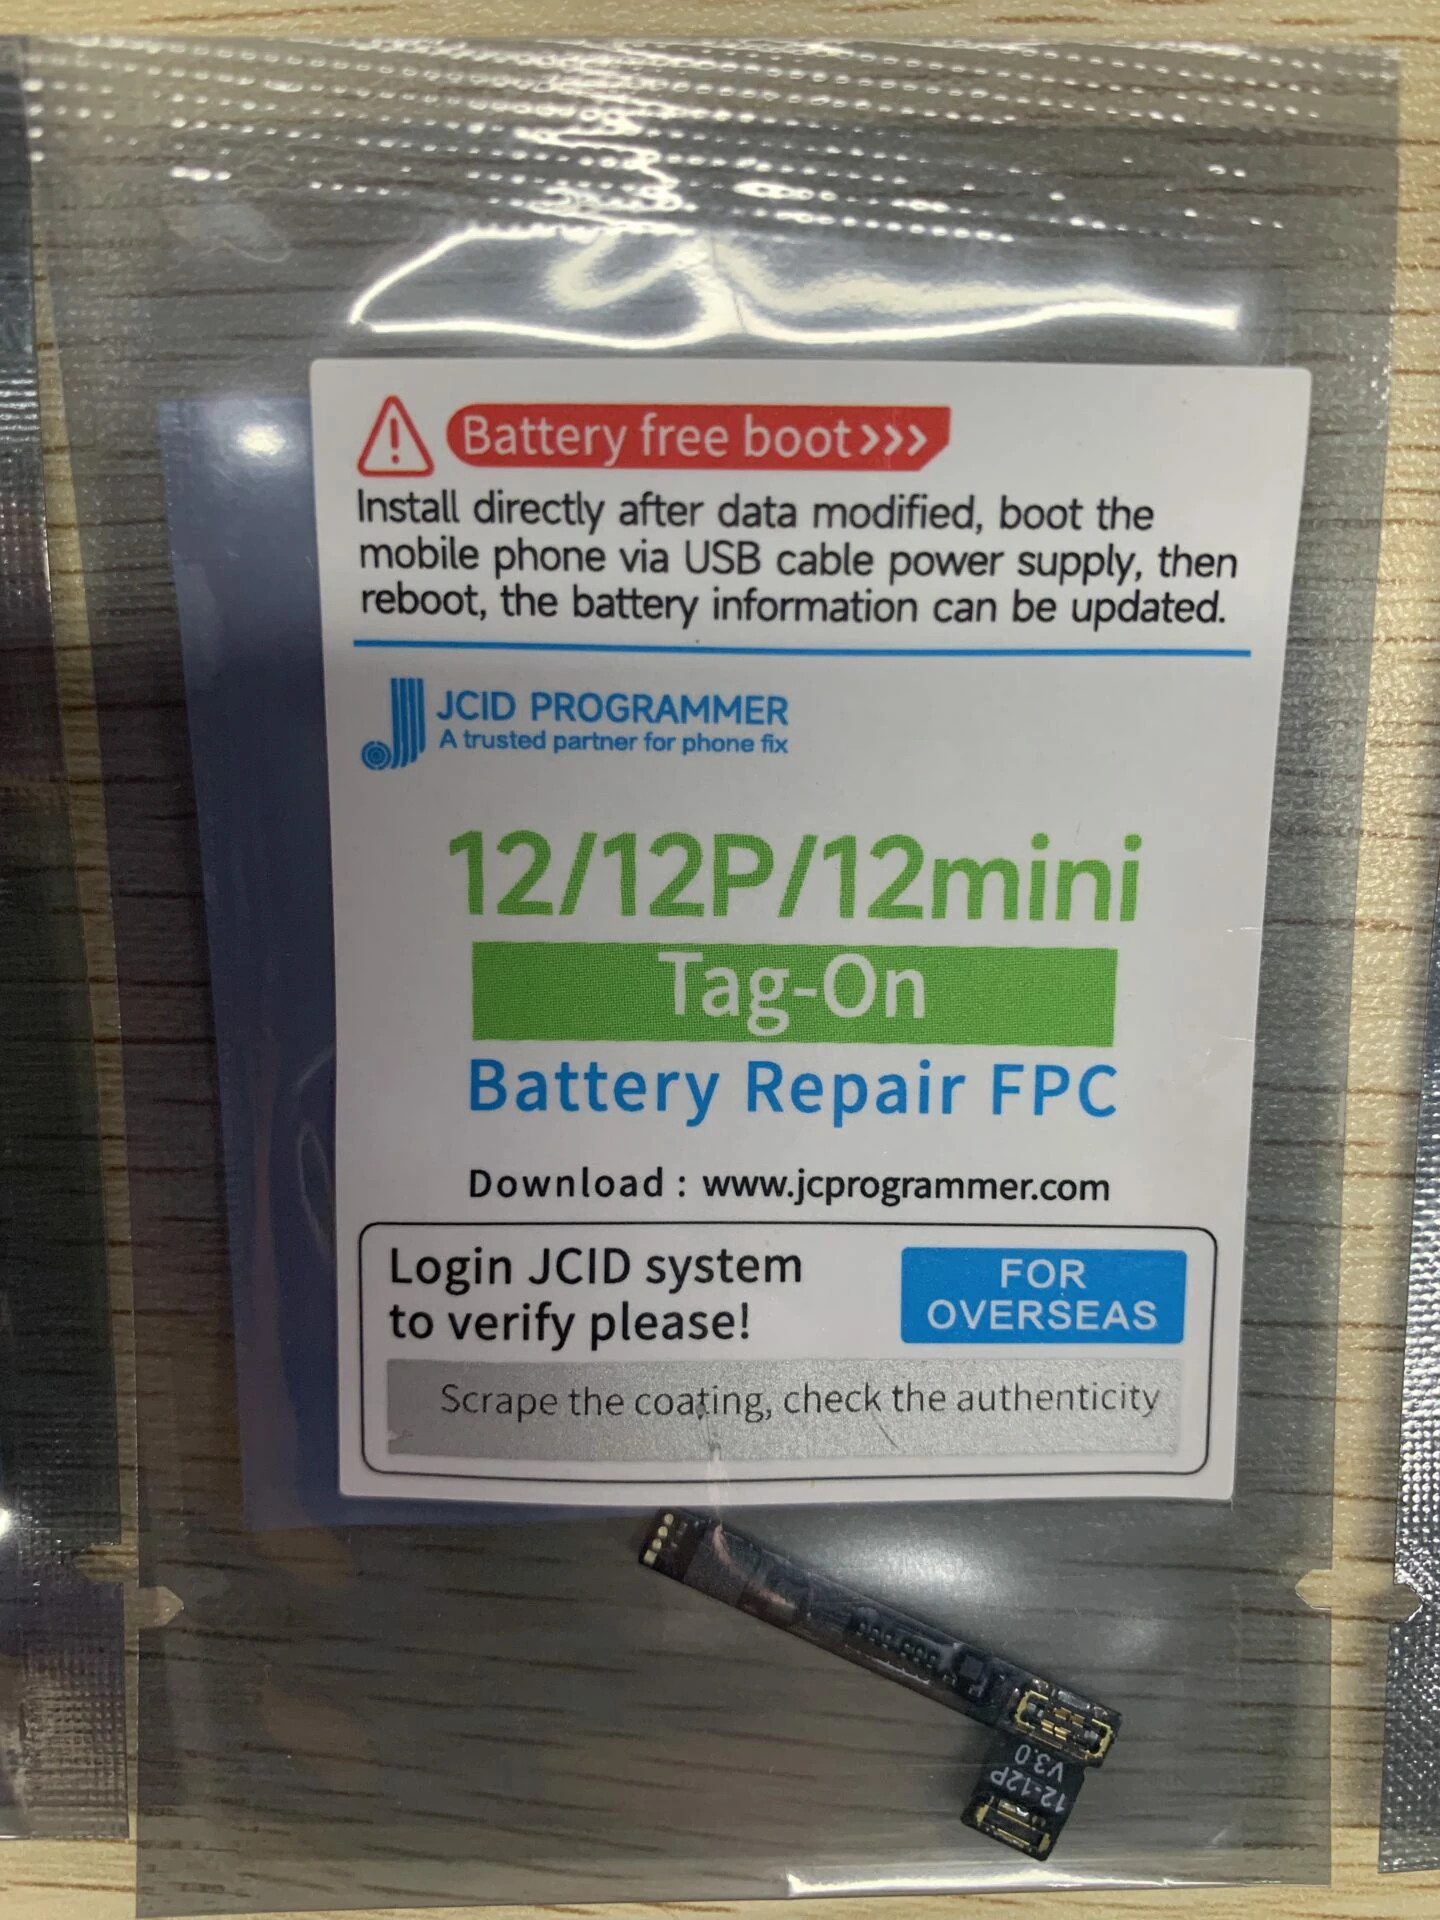 Battery free boot>>>
Install directly after data modified, boot the
mobile phone via USB cable power supply, then
reboot, the battery information can be updated.
JCID PROGRAMMER
A trusted partner for phone fix
12/12P/12mini
Tag-On
Battery Repair FPC
Download : www.jcprogrammer.com
Login JCID system
to verify please!
FOR
OVERSEAS
Scrape the coating, check the authenticity
12-12P
V3.0